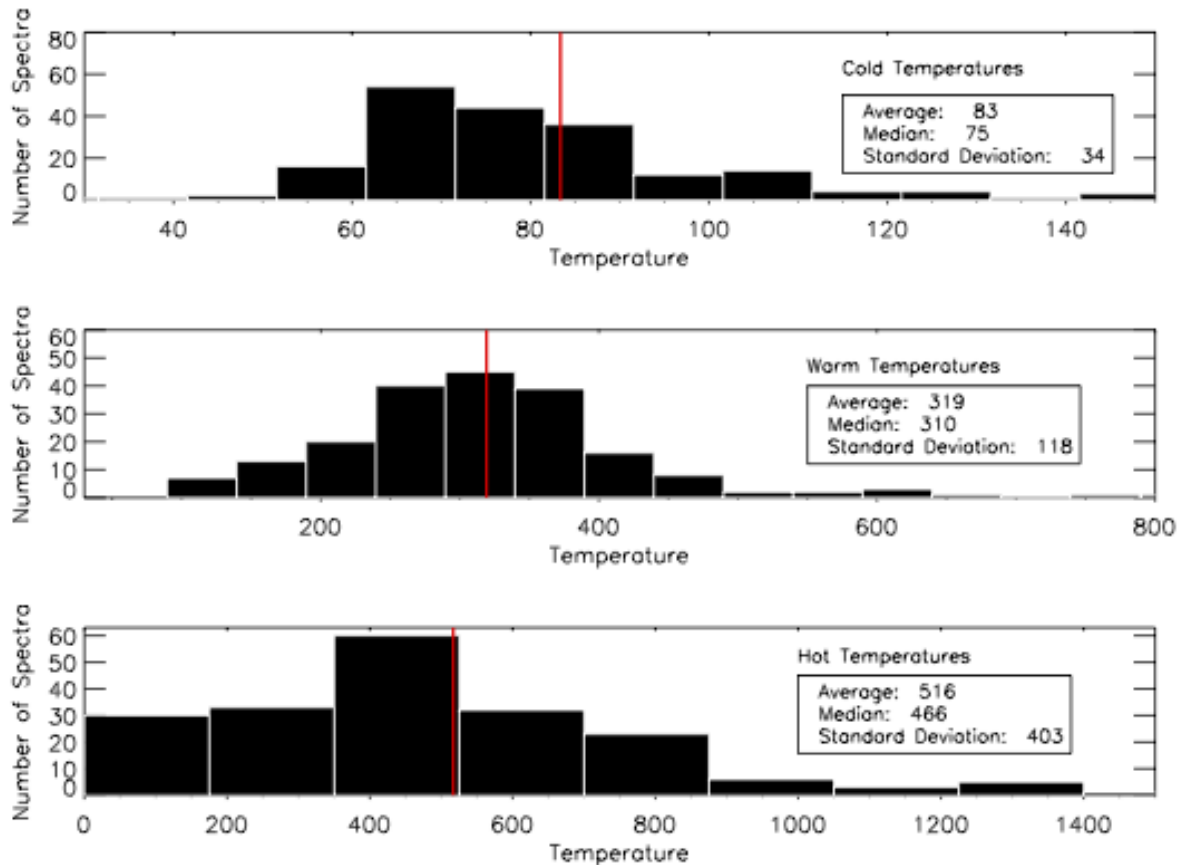 Number of Spectra
80
60
40
20
0
Cold Temperatures
Average: 83
Median: 75
Standard Deviation: 34
40 60 80 100 120 140
Temperature
Number of Spectra
60
50
40
30
20
10
0
Warm Temperatures
Average: 319
Median: 310
Standard Deviation: 118
200 400 600 800
Temperature
Number of Spectra
60
50
40
30
20
10
0
Hot Temperatures
Average: 516
Median: 466
Standard Deviation: 403
0 200 400 600 800 1000 1200 1400
Temperature